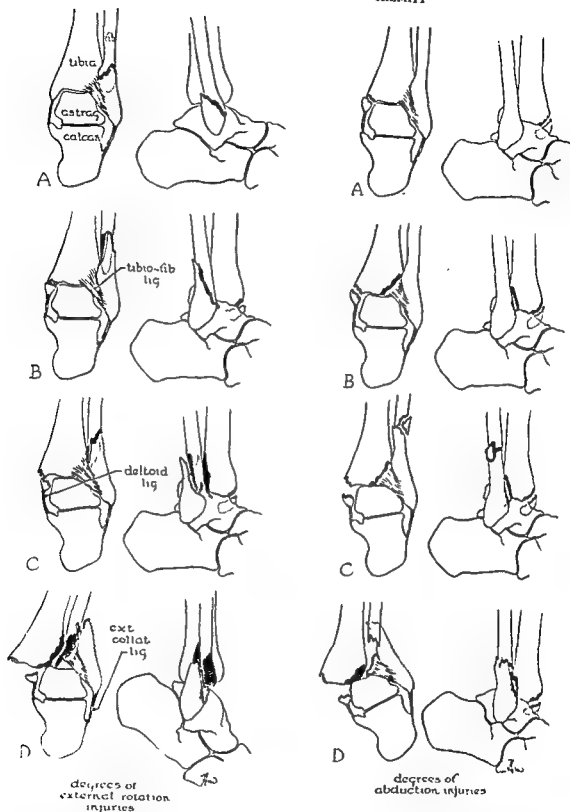 fib
tibia
astrag
calcan
A
A
tibio-fib
lig
B
B
deltoid
lig
C
C
ext
collat
lig
D
D
degrees of
external rotation
injuries
degrees of
abduction injuries